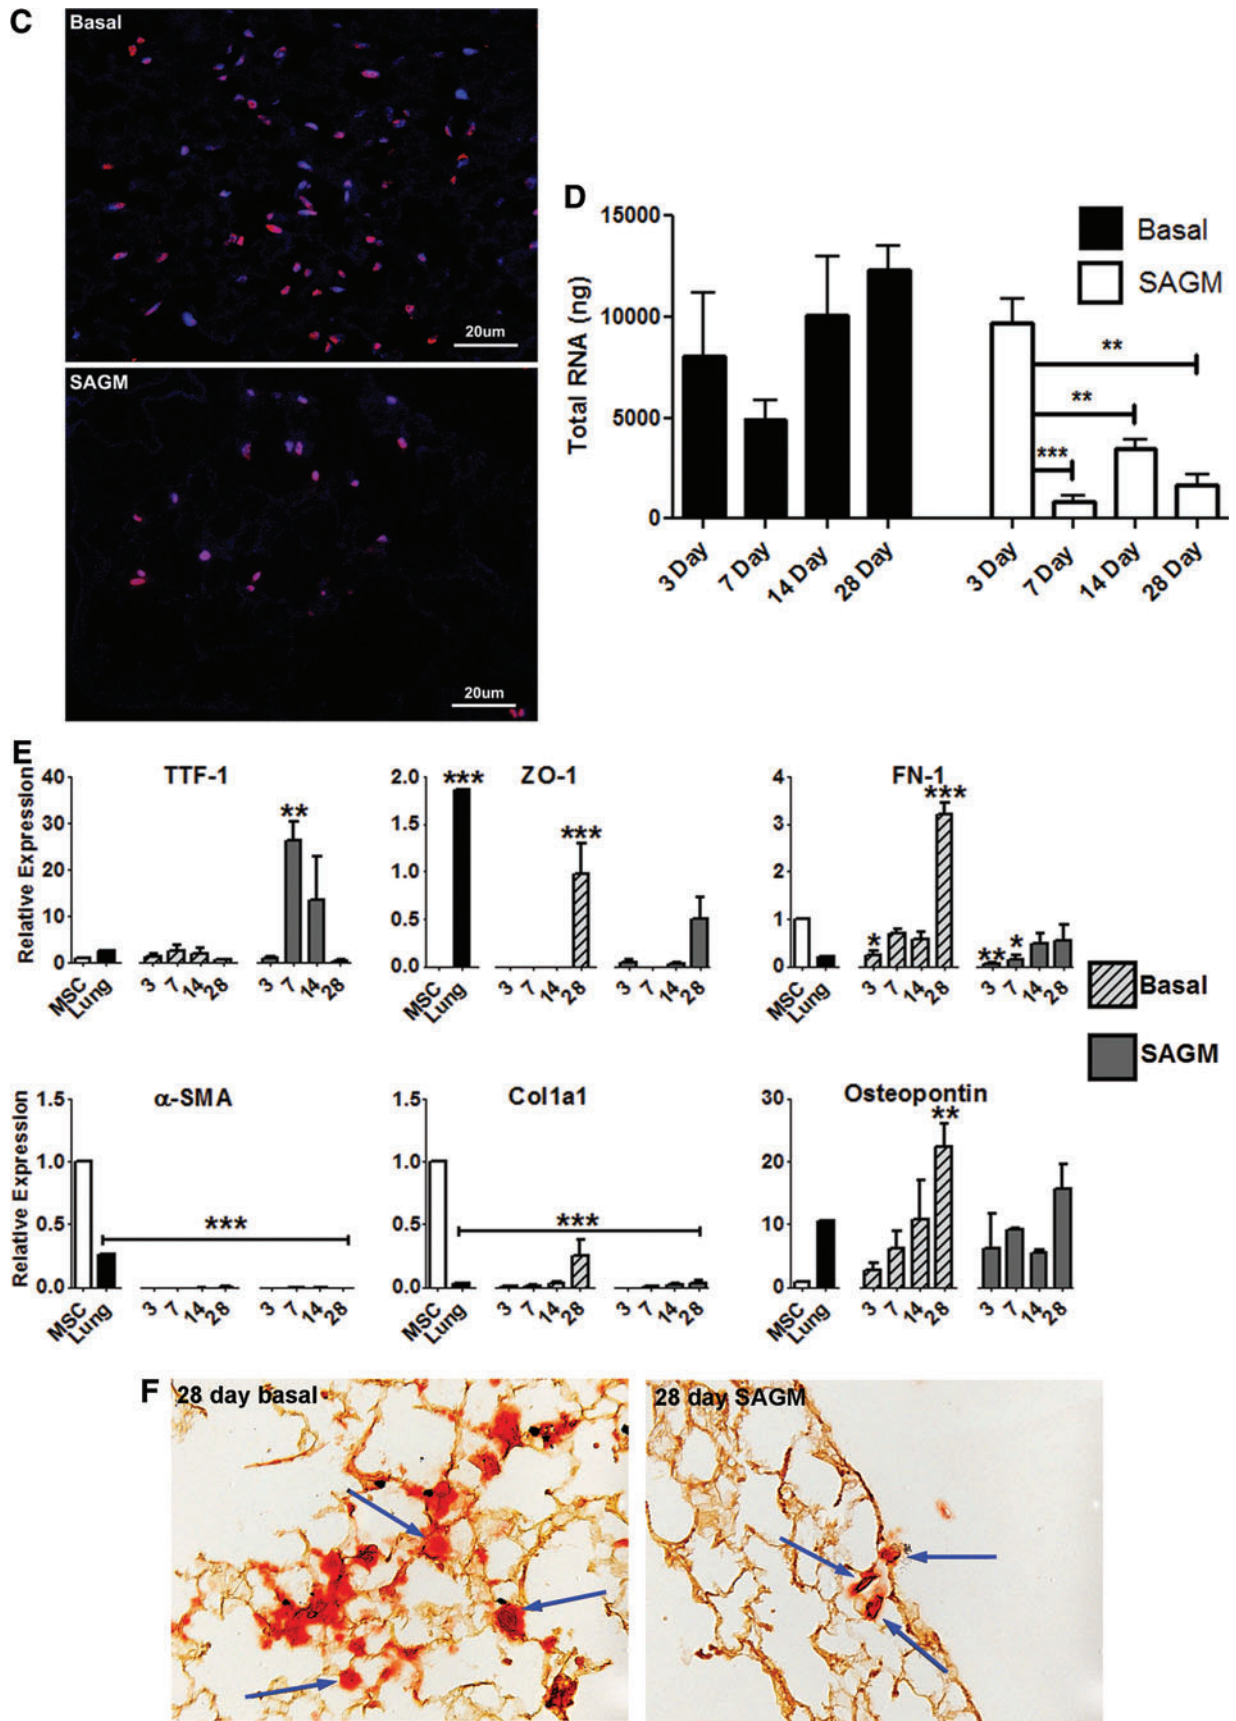 C
Basal
20um
SAGM
20um
D
Total RNA (ng)
15000
10000
5000
0
Basal
SAGM
**
**
***
3 Day
7 Day
14 Day
28 Day
3 Day
7 Day
14 Day
28 Day
E
TTF-1
Relative Expression
40
30
20
10
0
**
MSC
Lung
3
7
14
28
3
7
14
28
ZO-1
2.0
1.5
1.0
0.5
0.0
***
***
MSC
Lung
3
7
14
28
3
7
14
28
FN-1
4
3
2
1
0
*
***
**
*
MSC
Lung
3
7
14
28
3
7
14
28
Basal
SAGM
α-SMA
Relative Expression
1.5
1.0
0.5
0.0
***
MSC
Lung
3
7
14
28
3
7
14
28
Col1a1
1.5
1.0
0.5
0.0
***
MSC
Lung
3
7
14
28
3
7
14
28
Osteopontin
30
20
10
0
**
MSC
Lung
3
7
14
28
3
7
14
28
F
28 day basal
28 day SAGM